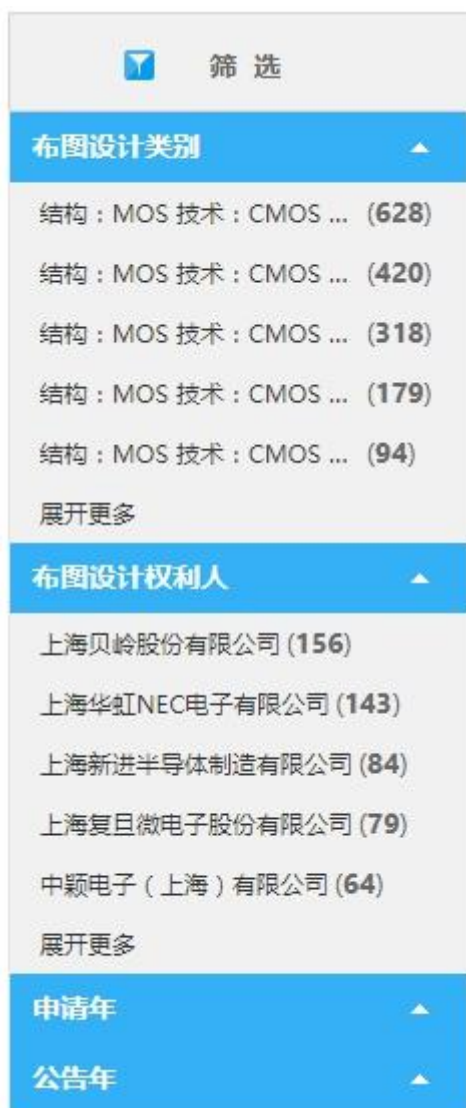 筛 选
布图设计类别
结构：MOS 技术：CMOS ... (628)
结构：MOS 技术：CMOS ... (420)
结构：MOS 技术：CMOS ... (318)
结构：MOS 技术：CMOS ... (179)
结构：MOS 技术：CMOS ... (94)
展开更多
布图设计权利人
上海贝岭股份有限公司 (156)
上海华虹NEC电子有限公司 (143)
上海新进半导体制造有限公司 (84)
上海复旦微电子股份有限公司 (79)
中颖电子（上海）有限公司 (64)
展开更多
申请年
公告年